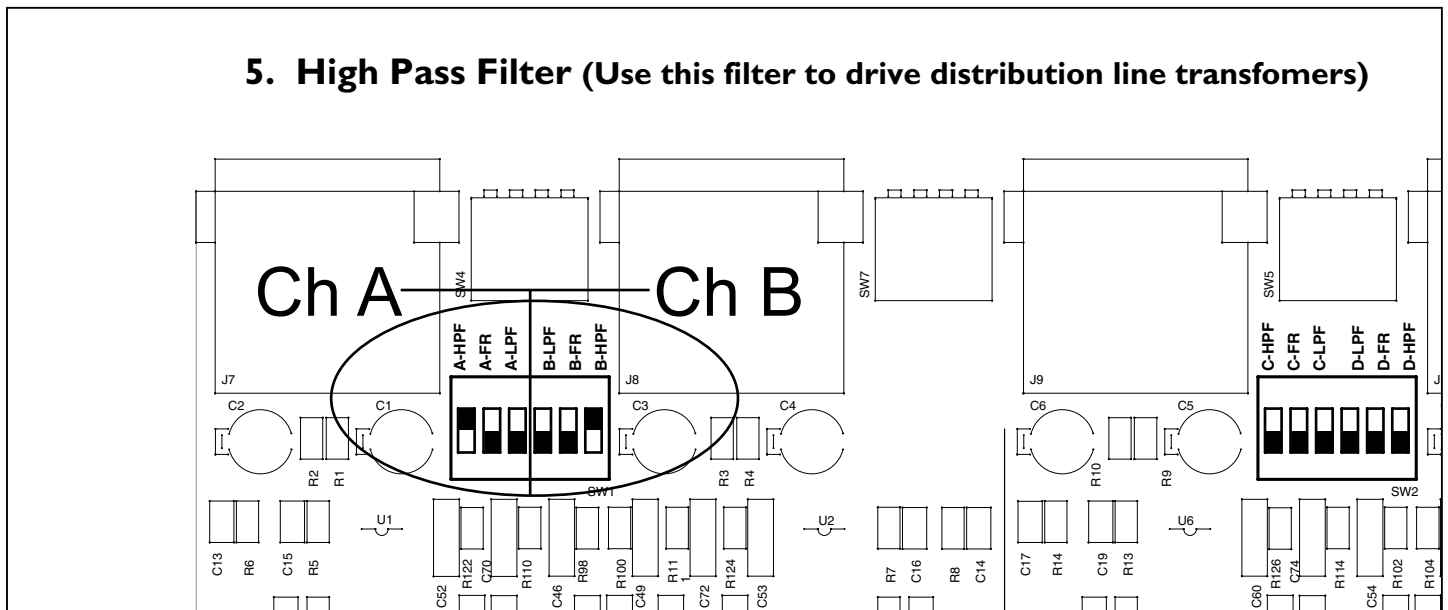 5. High Pass Filter (Use this filter to drive distribution line transfomers)
Ch A
Ch B
SW4
SW7
SW5
A-HPF
A-FR
A-LPF
B-LPF
B-FR
B-HPF
C-HPF
C-FR
C-LPF
D-LPF
D-FR
D-HPF
J7
J8
J9
J
C2
C1
C3
C4
C6
C5
R2
R1
R3
R4
R10
R9
SW1
SW2
U1
U2
U6
C13
R6
C15
R5
C52
R122
C70
R110
C46
R98
R100
C49
R111
C72
R124
C53
R7
C16
R8
C14
C17
R14
C19
R13
C60
R126
C74
R114
C54
R102
R104